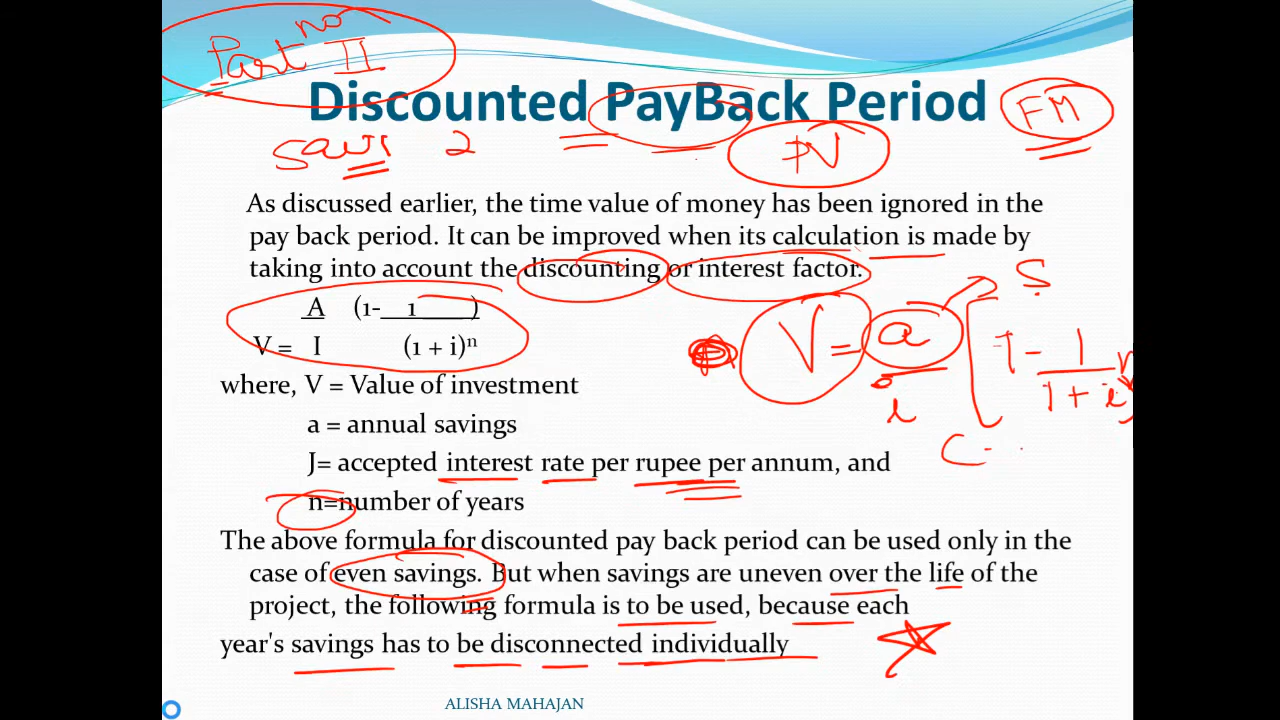 Part no II
Discounted PayBack Period
FM
PV
2
As discussed earlier, the time value of money has been ignored in the
pay back period. It can be improved when its calculation is made by
taking into account the discounting or interest factor.
A (1- 1 )
V = I (1 + i)ⁿ
S
V = a [ 1 - 1
i 1 + i n
where, V = Value of investment
a = annual savings
J= accepted interest rate per rupee per annum, and
n=number of years
The above formula for discounted pay back period can be used only in the
case of even savings. But when savings are uneven over the life of the
project, the following formula is to be used, because each
year's savings has to be disconnected individually
ALISHA MAHAJAN